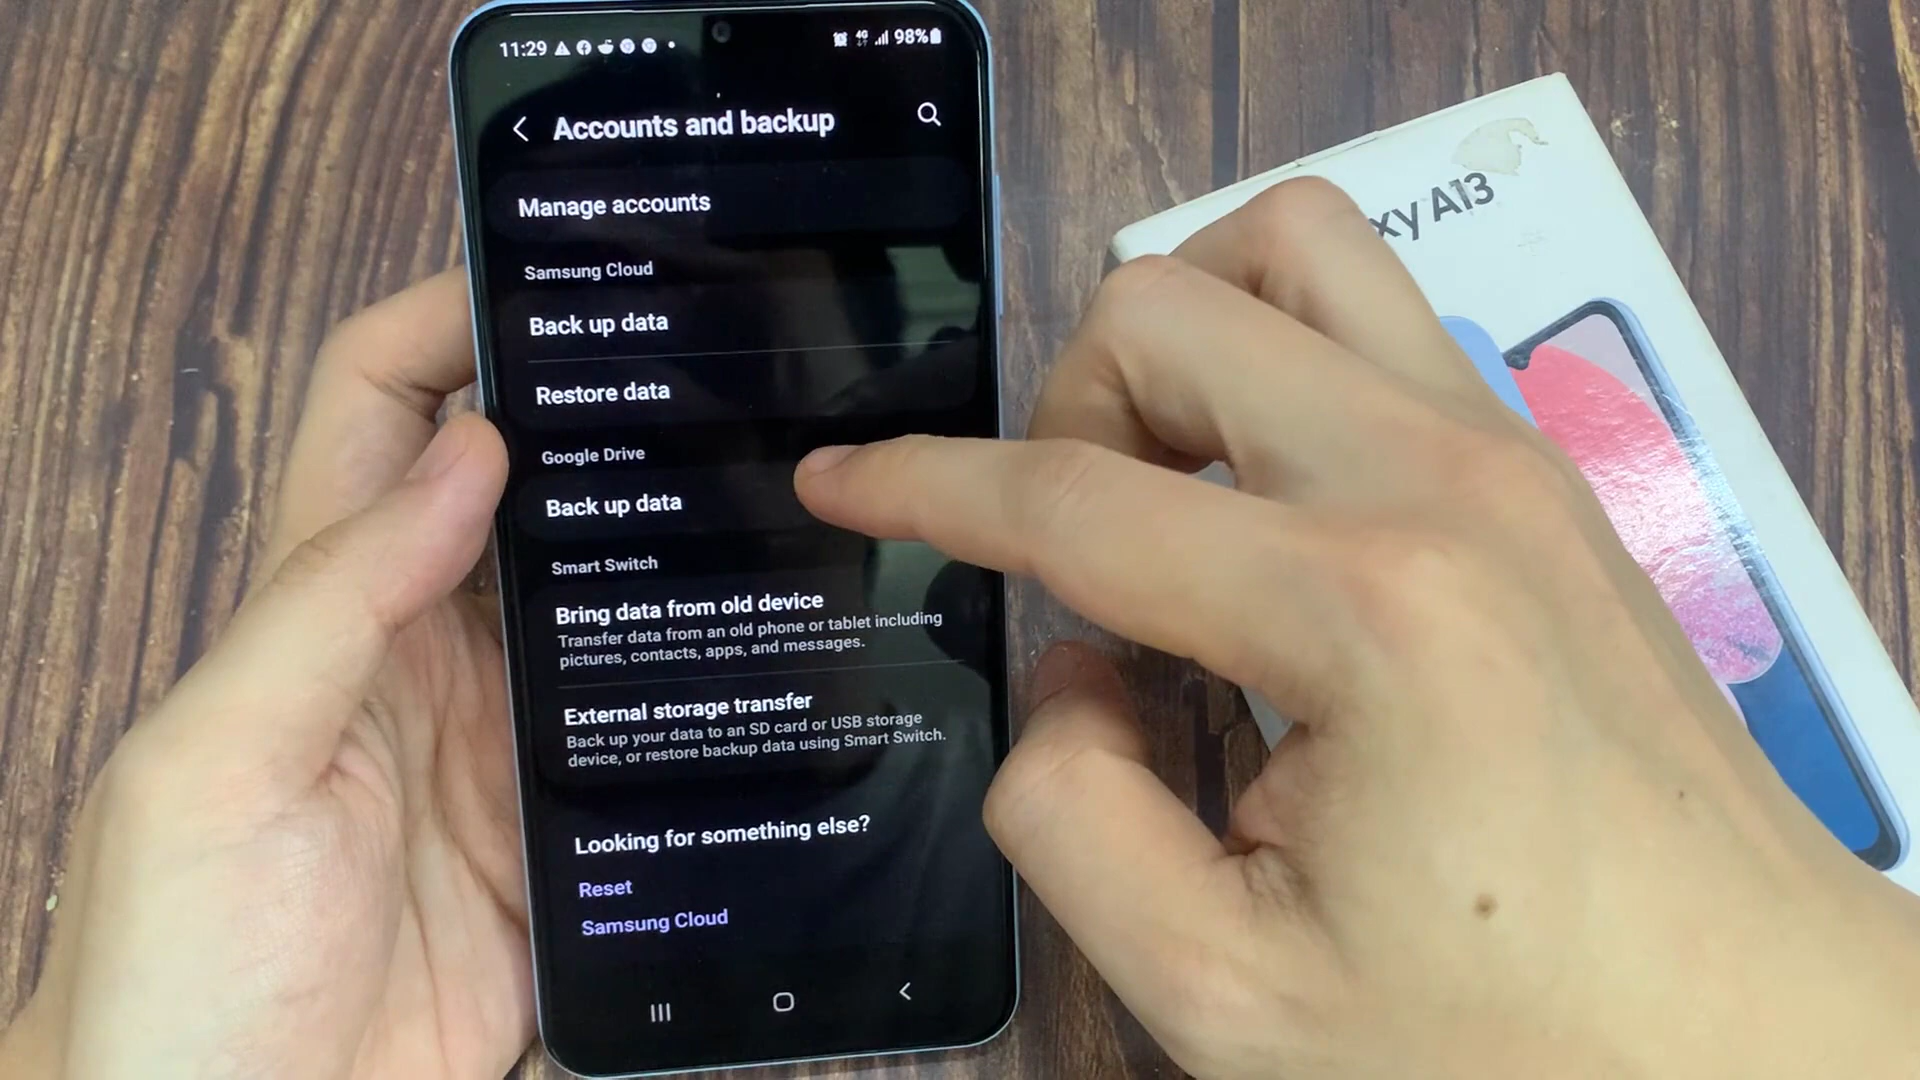 11:29
4G
98%
Accounts and backup
Manage accounts
Samsung Cloud
Back up data
Restore data
Google Drive
Back up data
Smart Switch
Bring data from old device
Transfer data from an old phone or tablet including
pictures, contacts, apps, and messages.
External storage transfer
Back up your data to an SD card or USB storage
device, or restore backup data using Smart Switch.
Looking for something else?
Reset
Samsung Cloud
xy A13